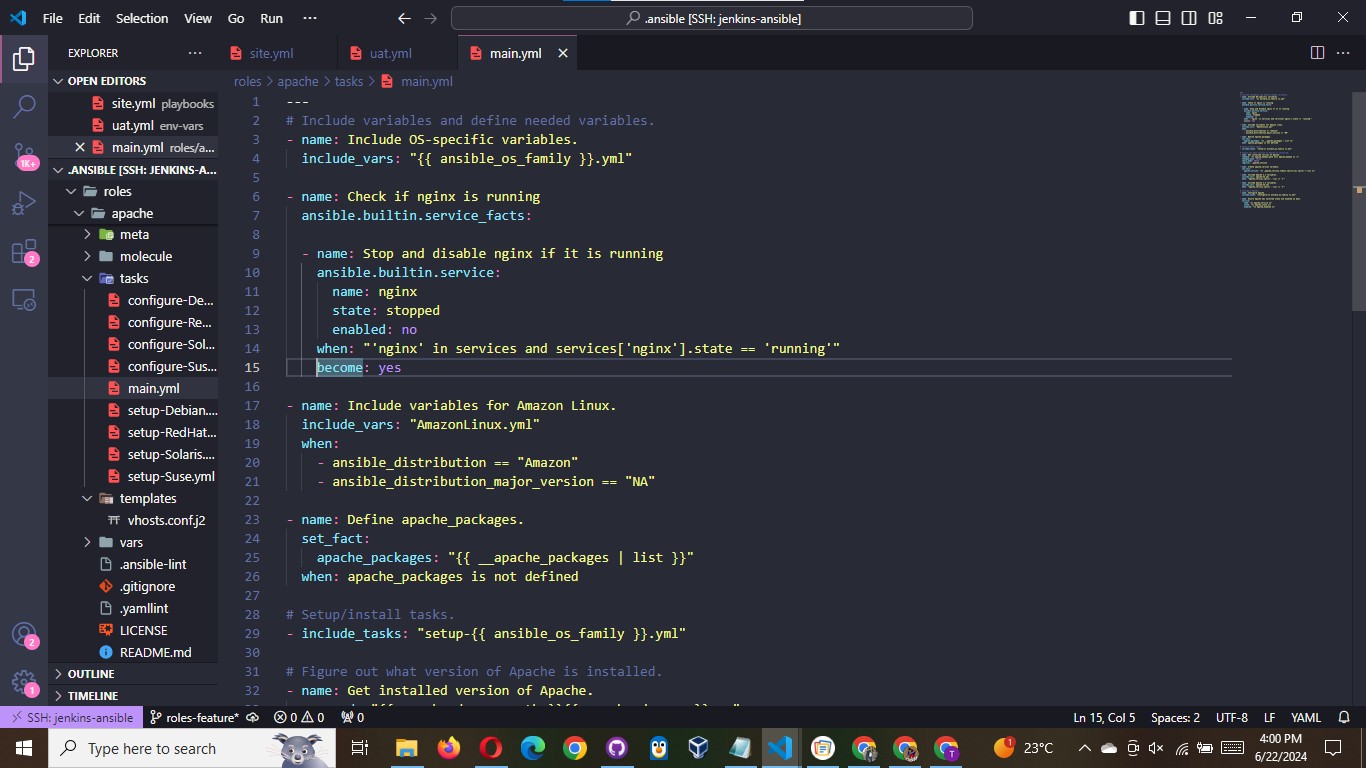 File Edit Selection View Go Run ··· .ansible [SSH: jenkins-ansible]
EXPLORER ··· site.yml uat.yml main.yml
OPEN EDITORS
site.yml playbooks
uat.yml env-vars
main.yml roles/a...
.ANSIBLE [SSH: JENKINS-A...
roles
apache
meta
molecule
tasks
configure-De...
configure-Re...
configure-Sol...
configure-Sus...
main.yml
setup-Debian....
setup-RedHat...
setup-Solaris....
setup-Suse.yml
templates
vhosts.conf.j2
vars
.ansible-lint
.gitignore
.yamllint
LICENSE
README.md
OUTLINE
TIMELINE
1K+
2
2
1
roles > apache > tasks > main.yml
1 ---
2 # Include variables and define needed variables.
3 - name: Include OS-specific variables.
4 include_vars: "{{ ansible_os_family }}.yml"
5
6 - name: Check if nginx is running
7 ansible.builtin.service_facts:
8
9 - name: Stop and disable nginx if it is running
10 ansible.builtin.service:
11 name: nginx
12 state: stopped
13 enabled: no
14 when: "'nginx' in services and services['nginx'].state == 'running'"
15 become: yes
16
17 - name: Include variables for Amazon Linux.
18 include_vars: "AmazonLinux.yml"
19 when:
20 - ansible_distribution == "Amazon"
21 - ansible_distribution_major_version == "NA"
22
23 - name: Define apache_packages.
24 set_fact:
25 apache_packages: "{{ __apache_packages | list }}"
26 when: apache_packages is not defined
27
28 # Setup/install tasks.
29 - include_tasks: "setup-{{ ansible_os_family }}.yml"
30
31 # Figure out what version of Apache is installed.
32 - name: Get installed version of Apache.
SSH: jenkins-ansible roles-feature* 0 0 0 Ln 15, Col 5 Spaces: 2 UTF-8 LF YAML
Type here to search 1 23°C 4:00 PM
6/22/2024